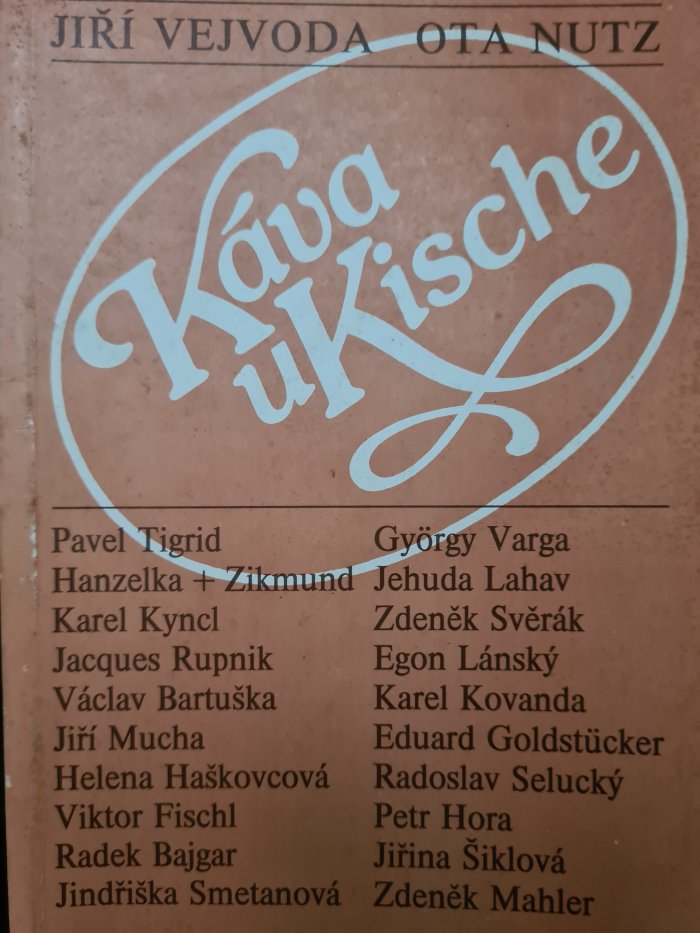 JIŘÍ VEJVODA OTA NUTZ
Káva
u Kische
Pavel Tigrid
Hanzelka + Zikmund
Karel Kyncl
Jacques Rupnik
Václav Bartuška
Jiří Mucha
Helena Haškovcová
Viktor Fischl
Radek Bajgar
Jindřiška Smetanová
György Varga
Jehuda Lahav
Zdeněk Svěrák
Egon Lánský
Karel Kovanda
Eduard Goldstücker
Radoslav Selucký
Petr Hora
Jiřina Šiklová
Zdeněk Mahler